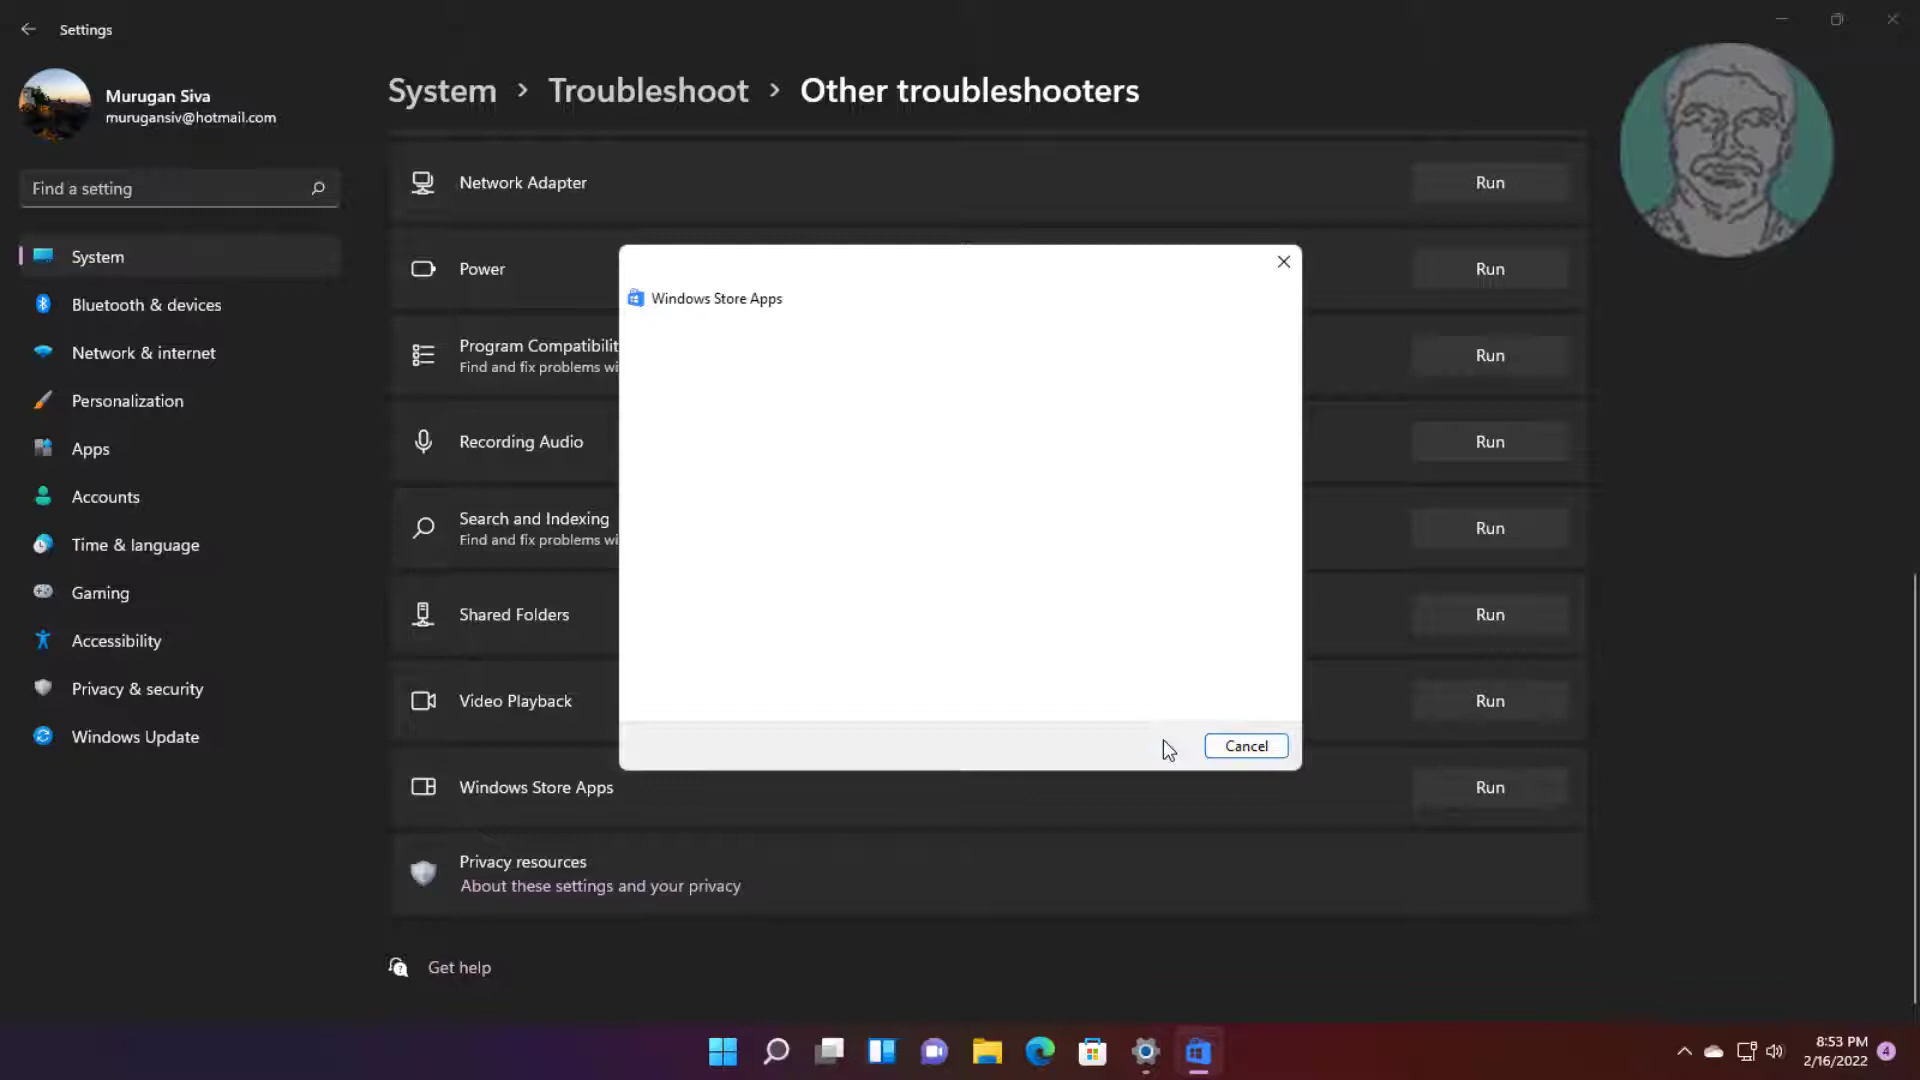 Settings
Murugan Siva
murugansiv@hotmail.com
Find a setting
System
Bluetooth & devices
Network & internet
Personalization
Apps
Accounts
Time & language
Gaming
Accessibility
Privacy & security
Windows Update
System > Troubleshoot > Other troubleshooters
Network Adapter Run
Power Run
Program Compatibilit Run
Find and fix problems wi
Recording Audio Run
Search and Indexing Run
Find and fix problems wi
Shared Folders Run
Video Playback Run
Windows Store Apps Run
Privacy resources
About these settings and your privacy
Get help
Windows Store Apps
Cancel
8:53 PM
2/16/2022
4